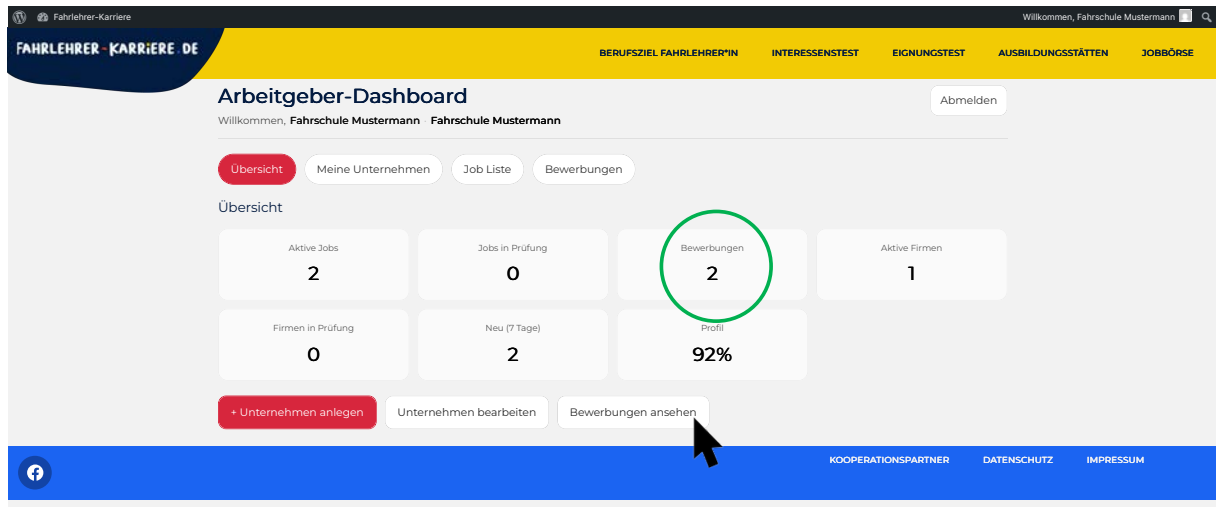 Fahrlehrer-Karriere
Willkommen, Fahrschule Mustermann
FAHRLEHRER-KARRIERE.DE
BERUFSZIEL FAHRLEHRER*IN INTERESSENSTEST EIGNUNGSTEST AUSBILDUNGSSTÄTTEN JOBBÖRSE
Arbeitgeber-Dashboard
Abmelden
Willkommen, Fahrschule Mustermann · Fahrschule Mustermann
Übersicht Meine Unternehmen Job Liste Bewerbungen
Übersicht
Aktive Jobs Jobs in Prüfung Bewerbungen Aktive Firmen
2 0 2 1
Firmen in Prüfung Neu (7 Tage) Profil
0 2 92%
+ Unternehmen anlegen Unternehmen bearbeiten Bewerbungen ansehen
KOOPERATIONSPARTNER DATENSCHUTZ IMPRESSUM